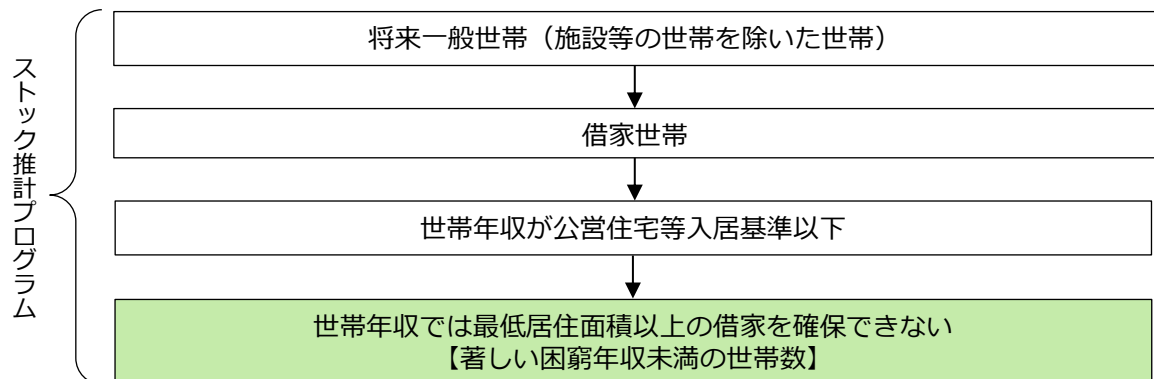 ストック推計プログラム
将来一般世帯（施設等の世帯を除いた世帯）
借家世帯
世帯年収が公営住宅等入居基準以下
世帯年収では最低居住面積以上の借家を確保できない
【著しい困窮年収未満の世帯数】